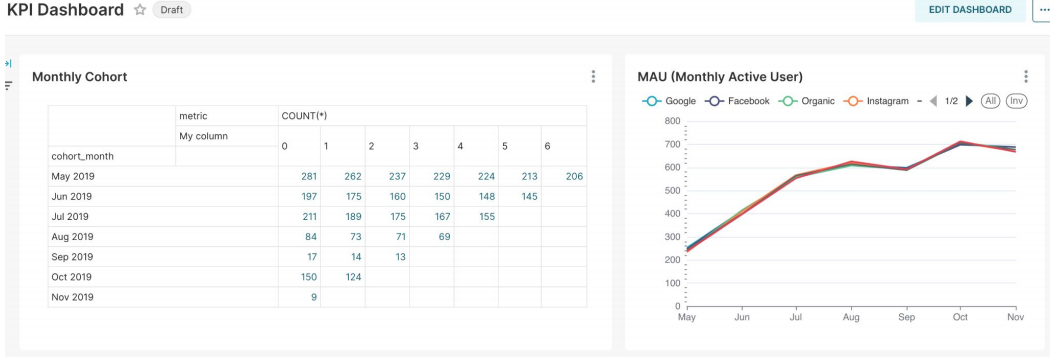 KPI Dashboard ☆ Draft
EDIT DASHBOARD ...
Monthly Cohort
metric COUNT(*)
My column
cohort_month 0 1 2 3 4 5 6
May 2019 281 262 237 229 224 213 206
Jun 2019 197 175 160 150 148 145
Jul 2019 211 189 175 167 155
Aug 2019 84 73 71 69
Sep 2019 17 14 13
Oct 2019 150 124
Nov 2019 9
MAU (Monthly Active User)
Google Facebook Organic Instagram 1/2 All Inv
800
700
600
500
400
300
200
100
0
May Jun Jul Aug Sep Oct Nov